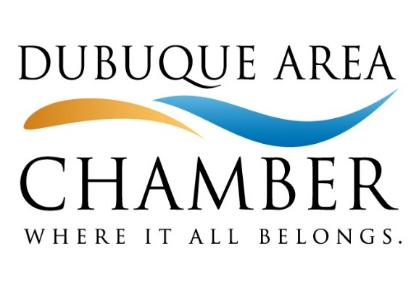 DUBUQUE AREA
CHAMBER
WHERE IT ALL BELONGS.